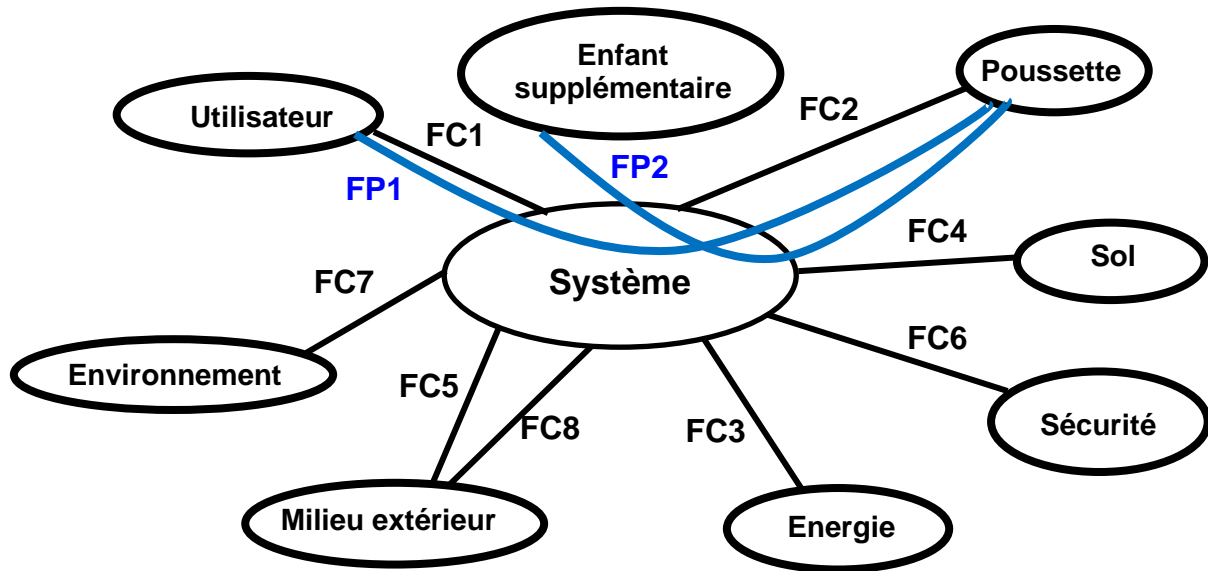 Enfant
supplémentaire
Poussette
Utilisateur
FC1
FC2
FP1
FP2
FC4
Sol
Système
FC7
FC6
Environnement
FC5
FC8
FC3
Sécurité
Milieu extérieur
Energie